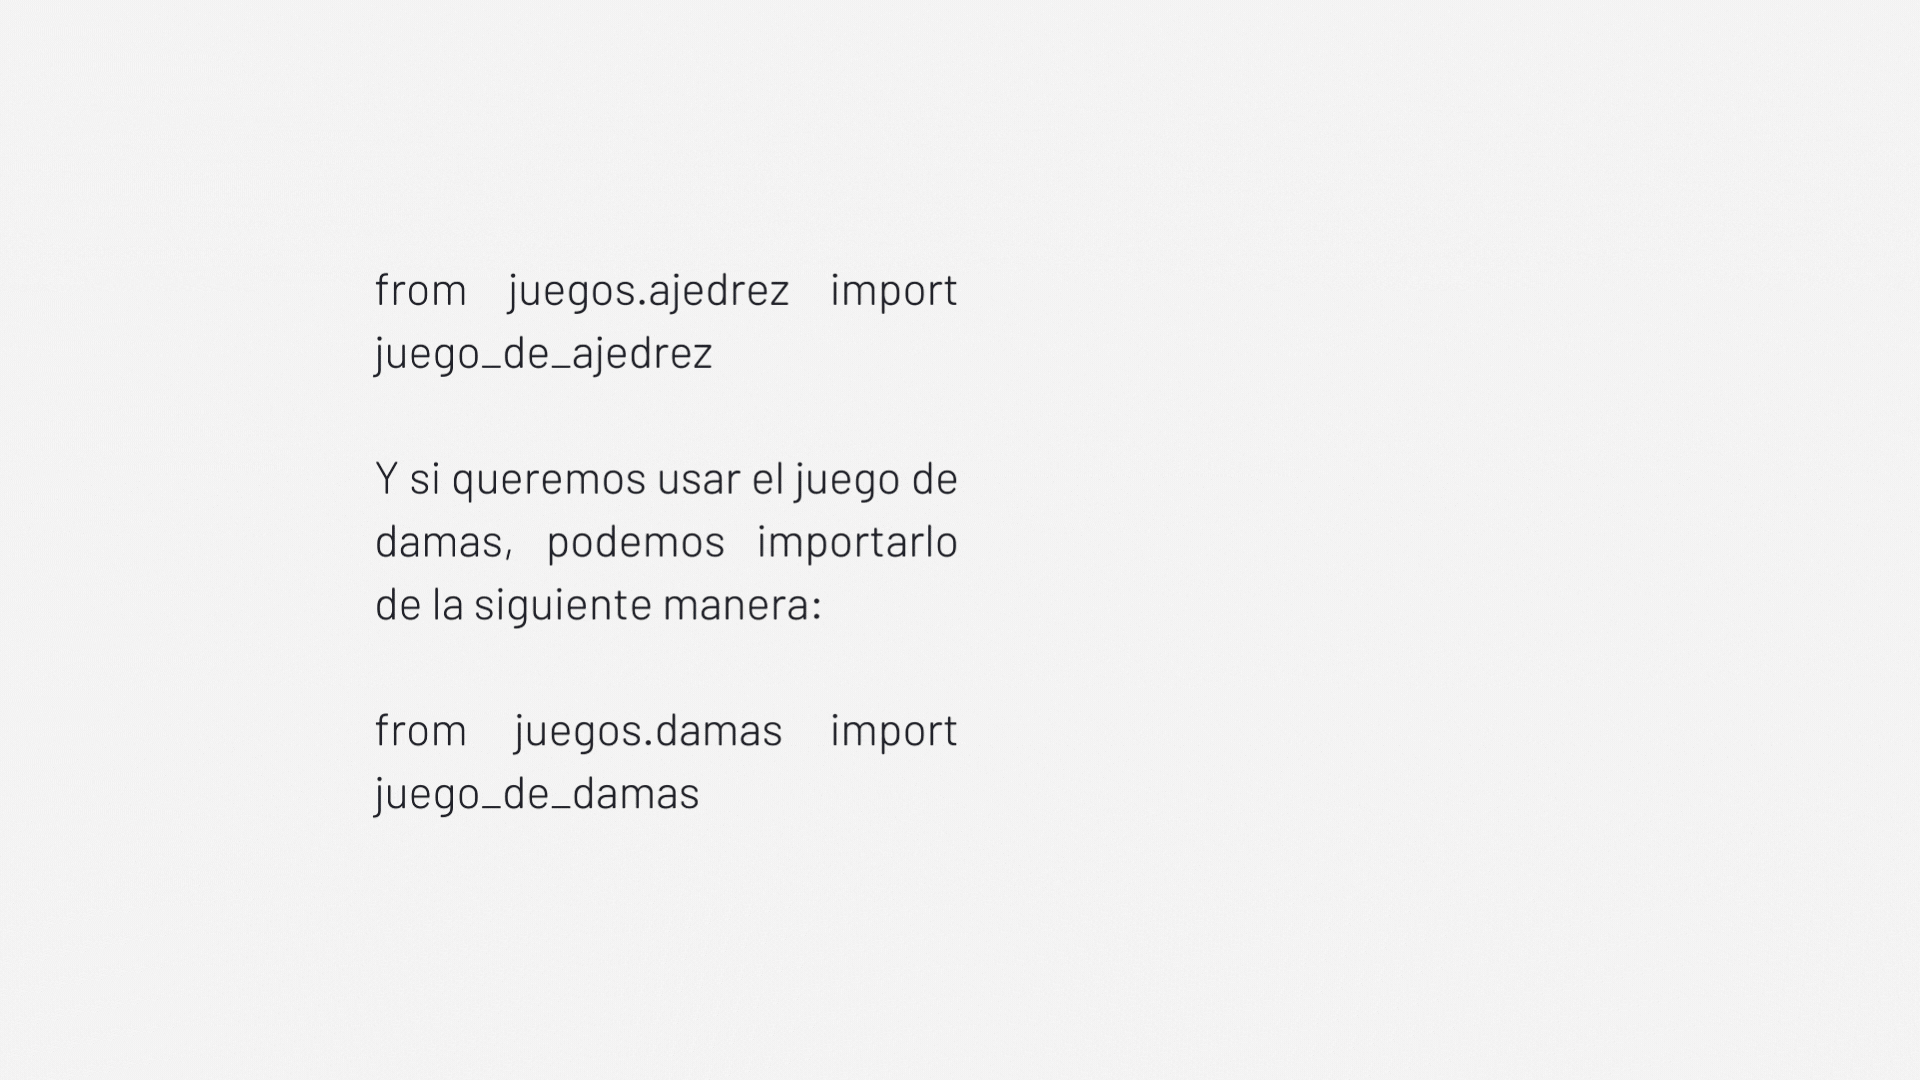 from juegos.ajedrez import
juego_de_ajedrez
Y si queremos usar el juego de
damas, podemos importarlo
de la siguiente manera:
from juegos.damas import
juego_de_damas